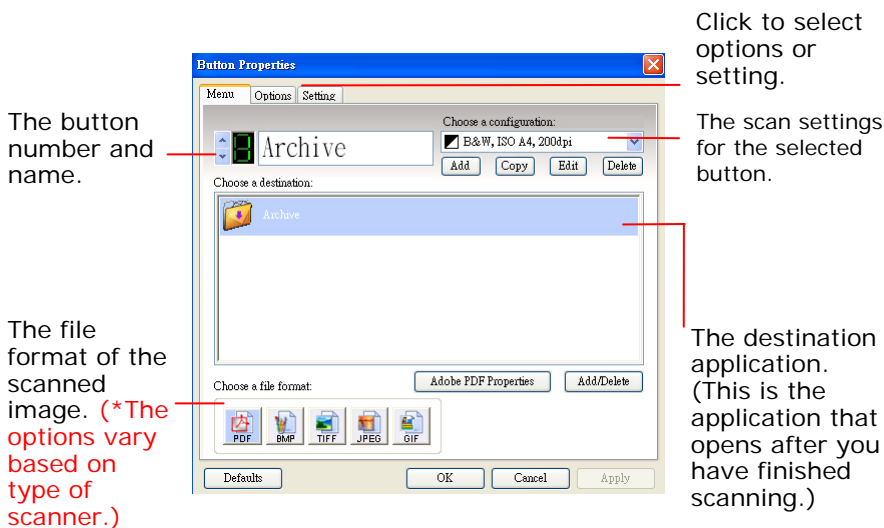 Click to select
options or
setting.
Button Properties
Menu Options Setting
The button
number and
name.
Choose a configuration:
Archive
B&W, ISO A4, 200dpi
Add Copy Edit Delete
The scan settings
for the selected
button.
Choose a destination:
Archive
The file
format of the
scanned
image. (*The
options vary
based on
type of
scanner.)
The destination
application.
(This is the
application that
opens after you
have finished
scanning.)
Choose a file format:
Adobe PDF Properties Add/Delete
PDF BMP TIFF JPEG GIF
Defaults OK Cancel Apply